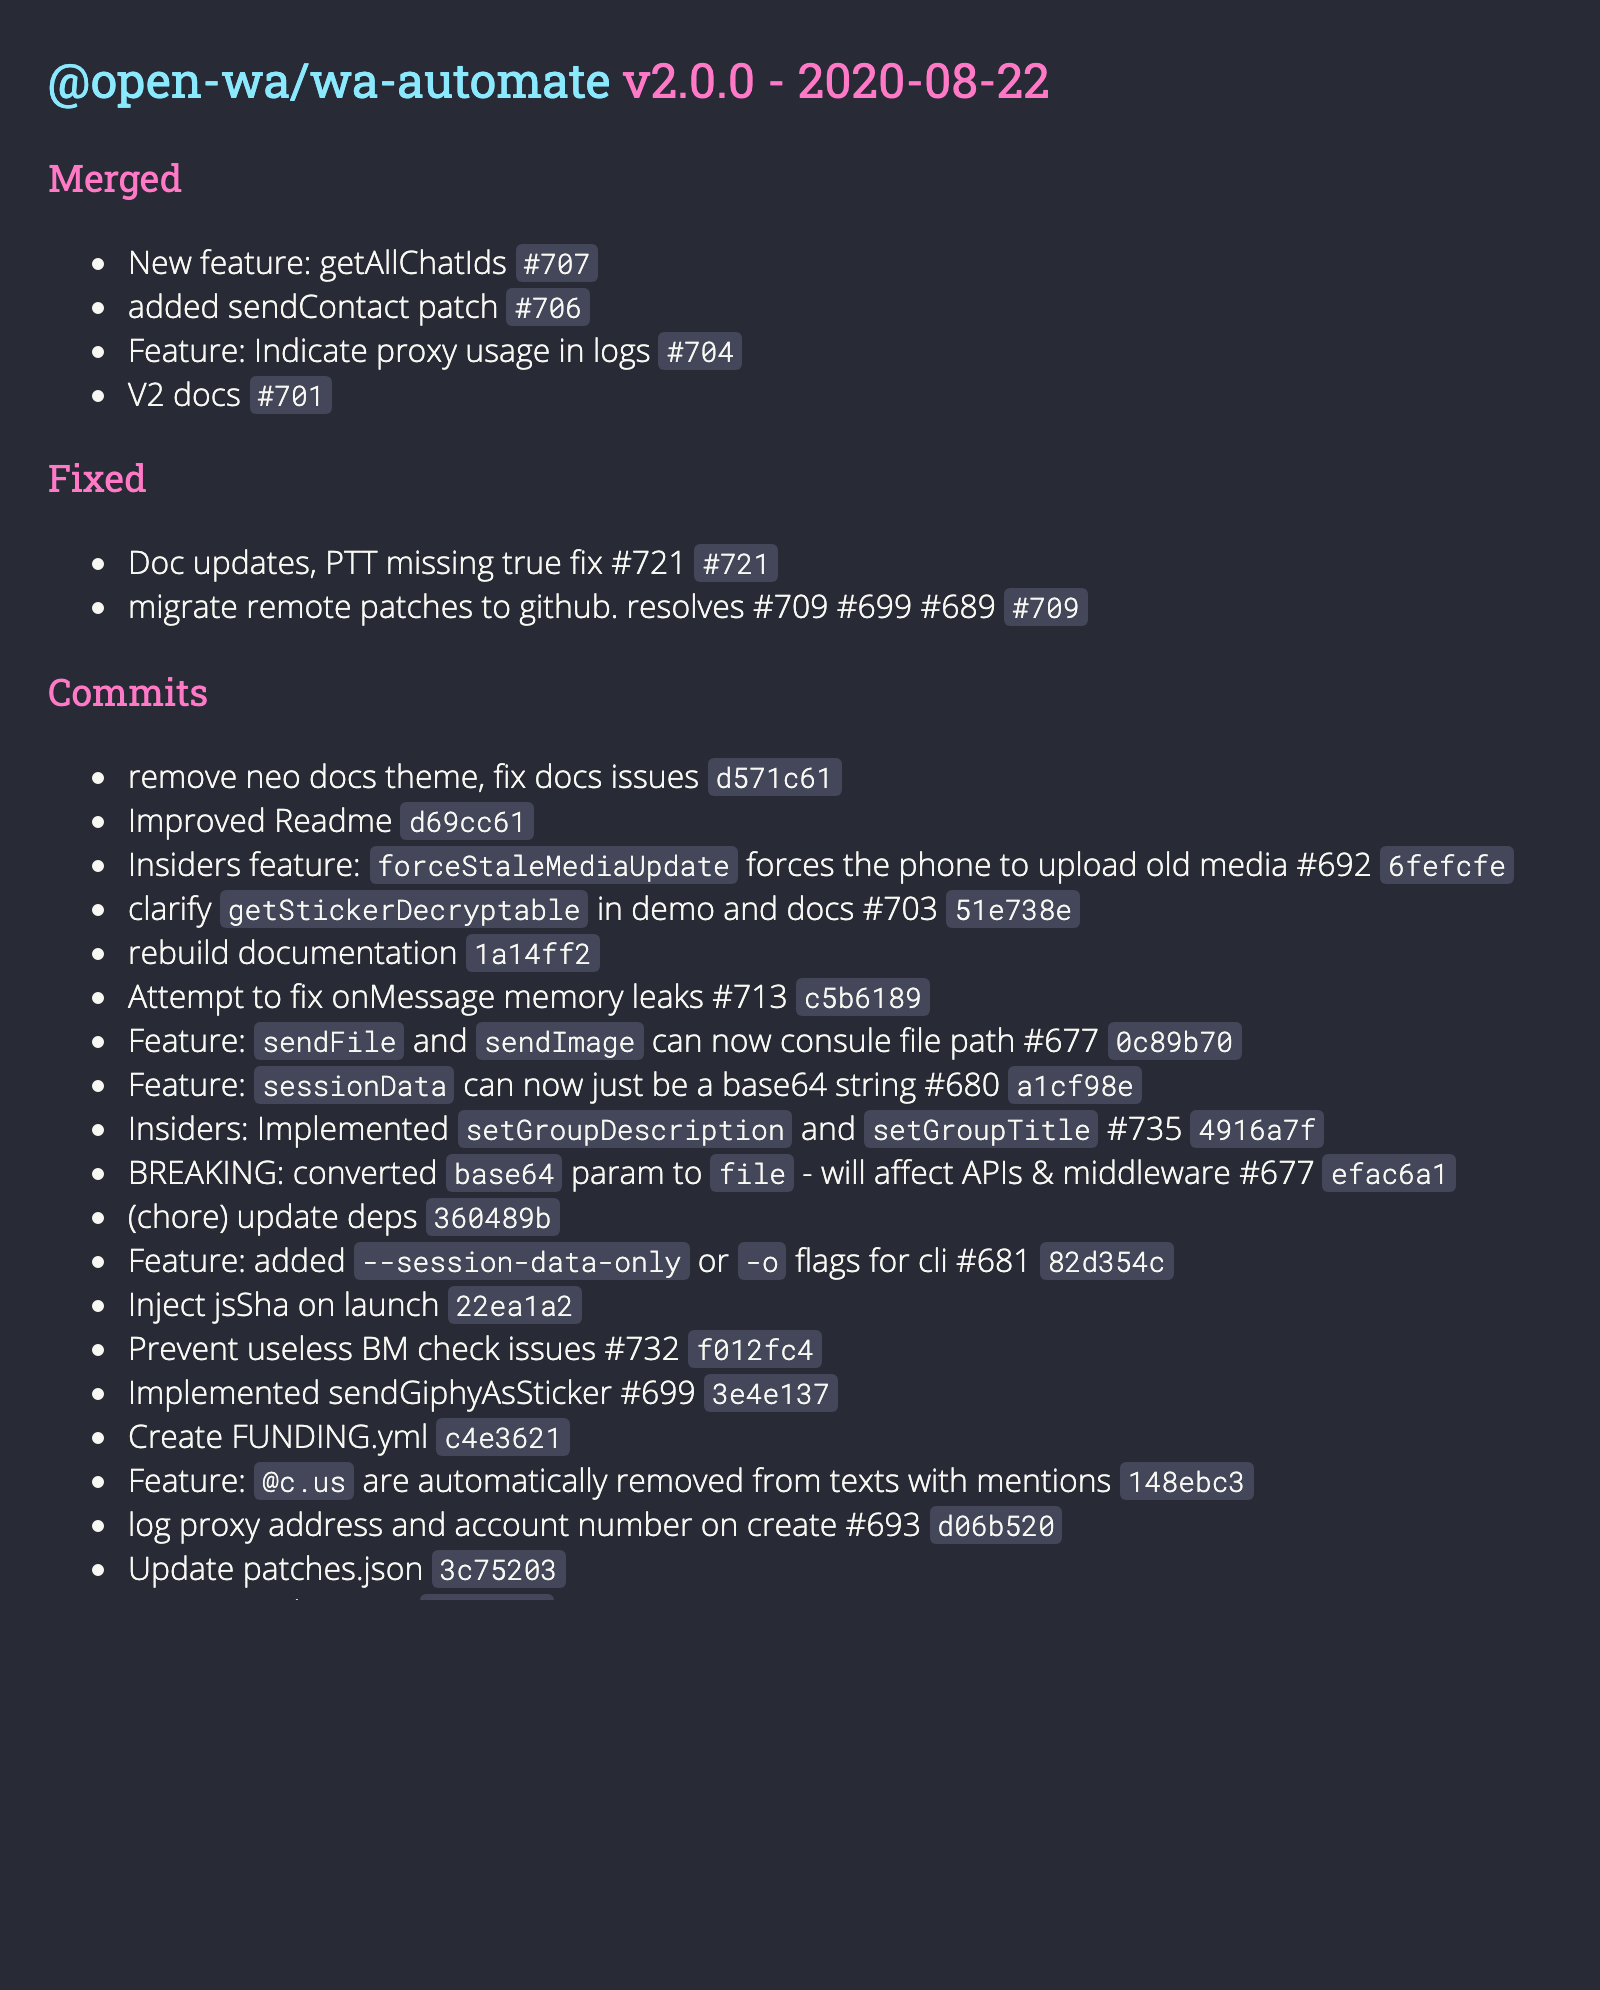 @open-wa/wa-automate v2.0.0 - 2020-08-22
Merged
New feature: getAllChatIds #707
added sendContact patch #706
Feature: Indicate proxy usage in logs #704
V2 docs #701
Fixed
Doc updates, PTT missing true fix #721 #721
migrate remote patches to github. resolves #709 #699 #689 #709
Commits
remove neo docs theme, fix docs issues d571c61
Improved Readme d69cc61
Insiders feature: forceStaleMediaUpdate forces the phone to upload old media #692 6fefcfe
clarify getStickerDecryptable in demo and docs #703 51e738e
rebuild documentation 1a14ff2
Attempt to fix onMessage memory leaks #713 c5b6189
Feature: sendFile and sendImage can now consule file path #677 0c89b70
Feature: sessionData can now just be a base64 string #680 a1cf98e
Insiders: Implemented setGroupDescription and setGroupTitle #735 4916a7f
BREAKING: converted base64 param to file - will affect APIs & middleware #677 efac6a1
(chore) update deps 360489b
Feature: added --session-data-only or -o flags for cli #681 82d354c
Inject jsSha on launch 22ea1a2
Prevent useless BM check issues #732 f012fc4
Implemented sendGiphyAsSticker #699 3e4e137
Create FUNDING.yml c4e3621
Feature: @c.us are automatically removed from texts with mentions 148ebc3
log proxy address and account number on create #693 d06b520
Update patches.json 3c75203